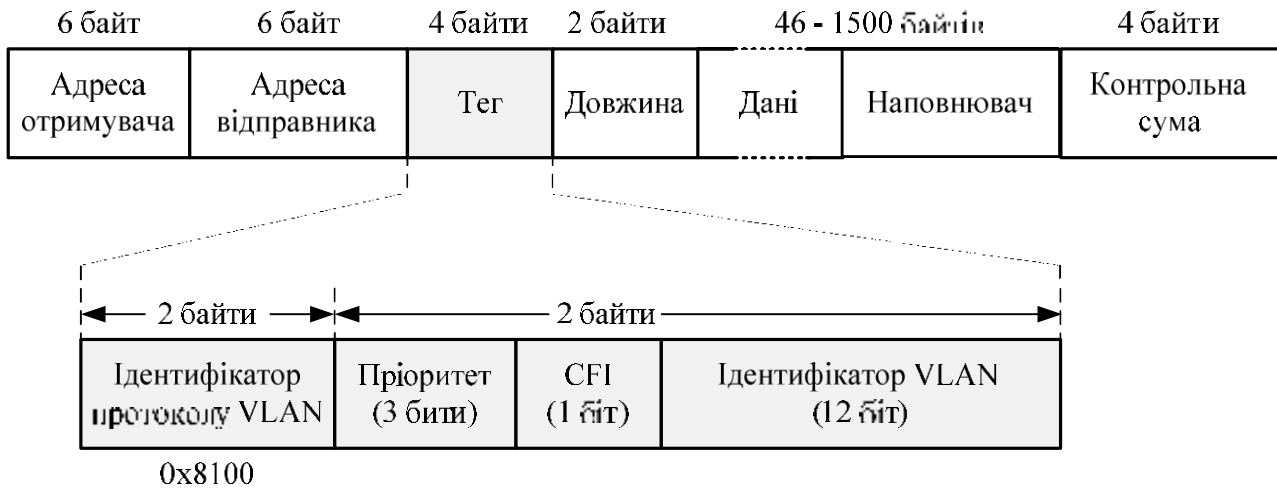 6 байт
6 байт
4 байти
2 байти
46 - 1500 байтів
4 байти
Адреса
отримувача
Адреса
відправника
Тег
Довжина
Дані
Наповнювач
Контрольна
сума
2 байти
2 байти
Ідентифікатор
протоколу VLAN
Пріоритет
(3 бити)
CFI
(1 біт)
Ідентифікатор VLAN
(12 біт)
0x8100